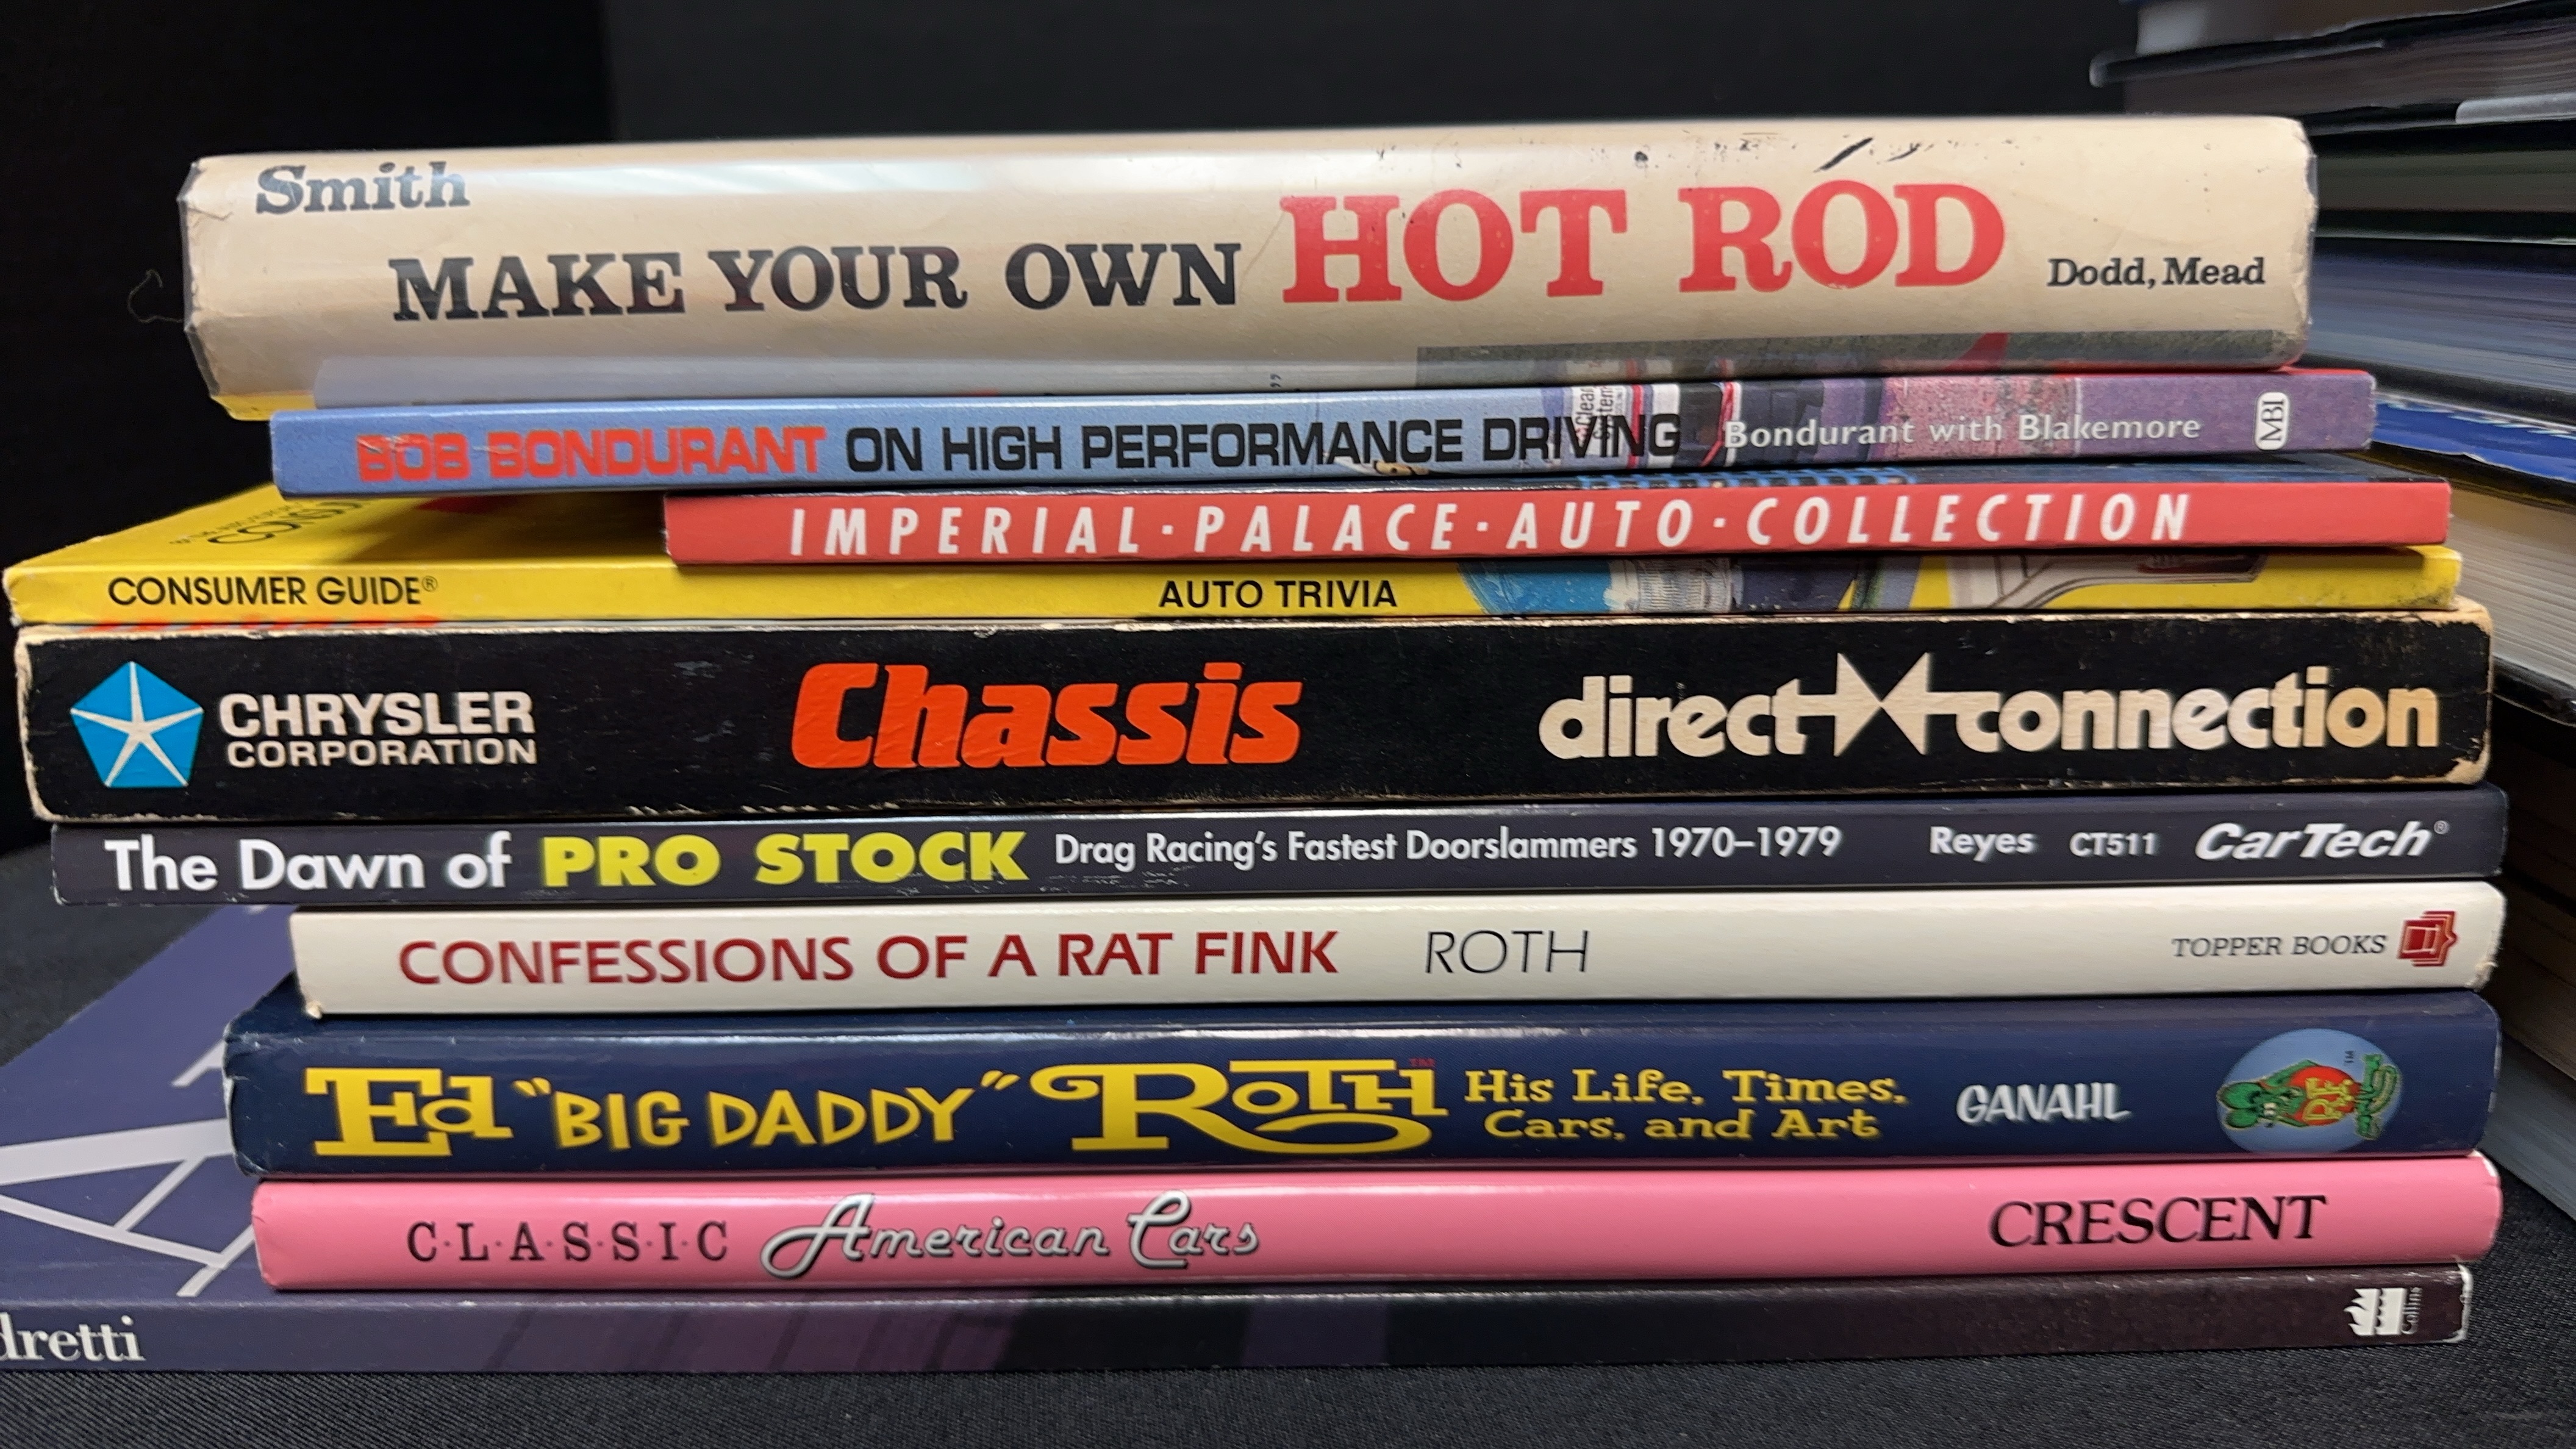 Smith
MAKE YOUR OWN HOT ROD Dodd, Mead
BOB BONDURANT ON HIGH PERFORMANCE DRIVING Bondurant with Blakemore MBI
IMPERIAL·PALACE·AUTO·COLLECTION
CONSUMER GUIDE® AUTO TRIVIA
CHRYSLER
CORPORATION
Chassis
direct connection
The Dawn of PRO STOCK Drag Racing's Fastest Doorslammers 1970–1979 Reyes CT511 CarTech®
CONFESSIONS OF A RAT FINK ROTH TOPPER BOOKS
Ed "BIG DADDY" ROTH™ His Life, Times,
Cars, and Art
GANAHL
R.F.
™
C·L·A·S·S·I·C American Cars CRESCENT
dretti Collins